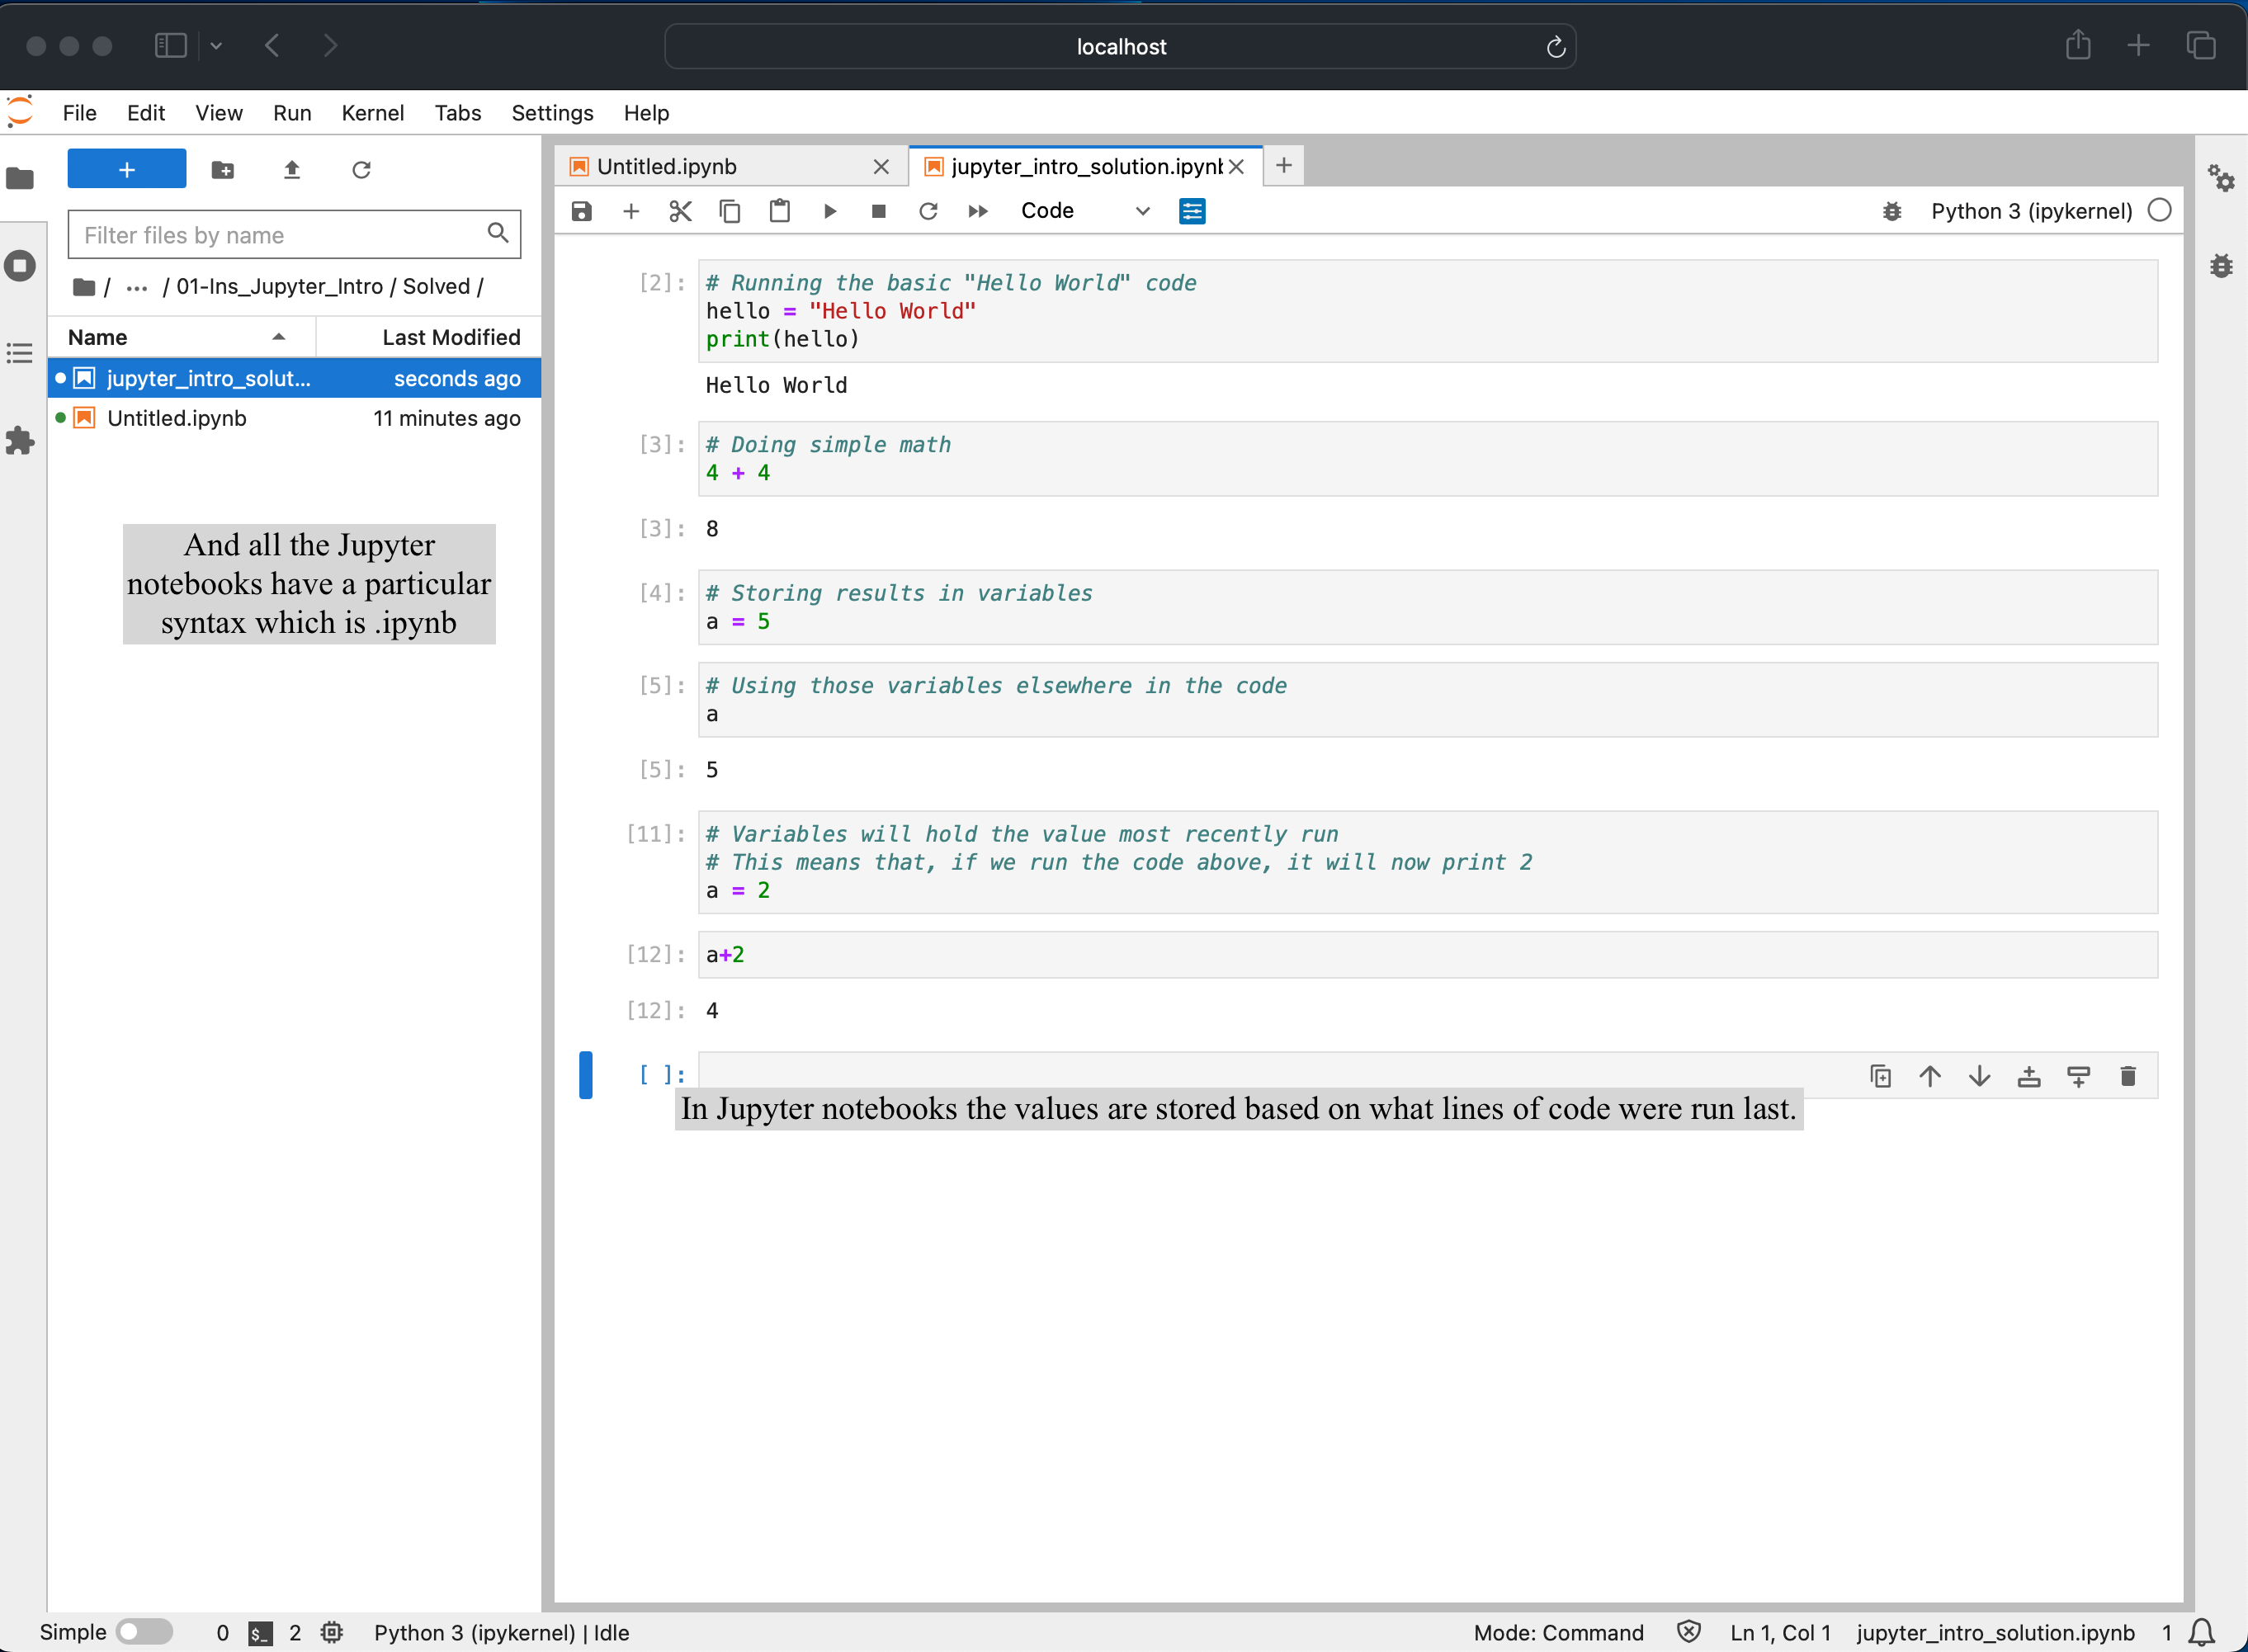 localhost
File Edit View Run Kernel Tabs Settings Help
Untitled.ipynb
jupyter_intro_solution.ipynb
Code
Python 3 (ipykernel)
Filter files by name
/ ... / 01-Ins_Jupyter_Intro / Solved /
Name Last Modified
jupyter_intro_solut... seconds ago
Untitled.ipynb 11 minutes ago
And all the Jupyter
notebooks have a particular
syntax which is .ipynb
[2]: # Running the basic "Hello World" code
hello = "Hello World"
print(hello)
Hello World
[3]: # Doing simple math
4 + 4
[3]: 8
[4]: # Storing results in variables
a = 5
[5]: # Using those variables elsewhere in the code
a
[5]: 5
[11]: # Variables will hold the value most recently run
# This means that, if we run the code above, it will now print 2
a = 2
[12]: a+2
[12]: 4
[ ]:
In Jupyter notebooks the values are stored based on what lines of code were run last.
Simple 0 $_ 2 Python 3 (ipykernel) | Idle Mode: Command Ln 1, Col 1 jupyter_intro_solution.ipynb 1